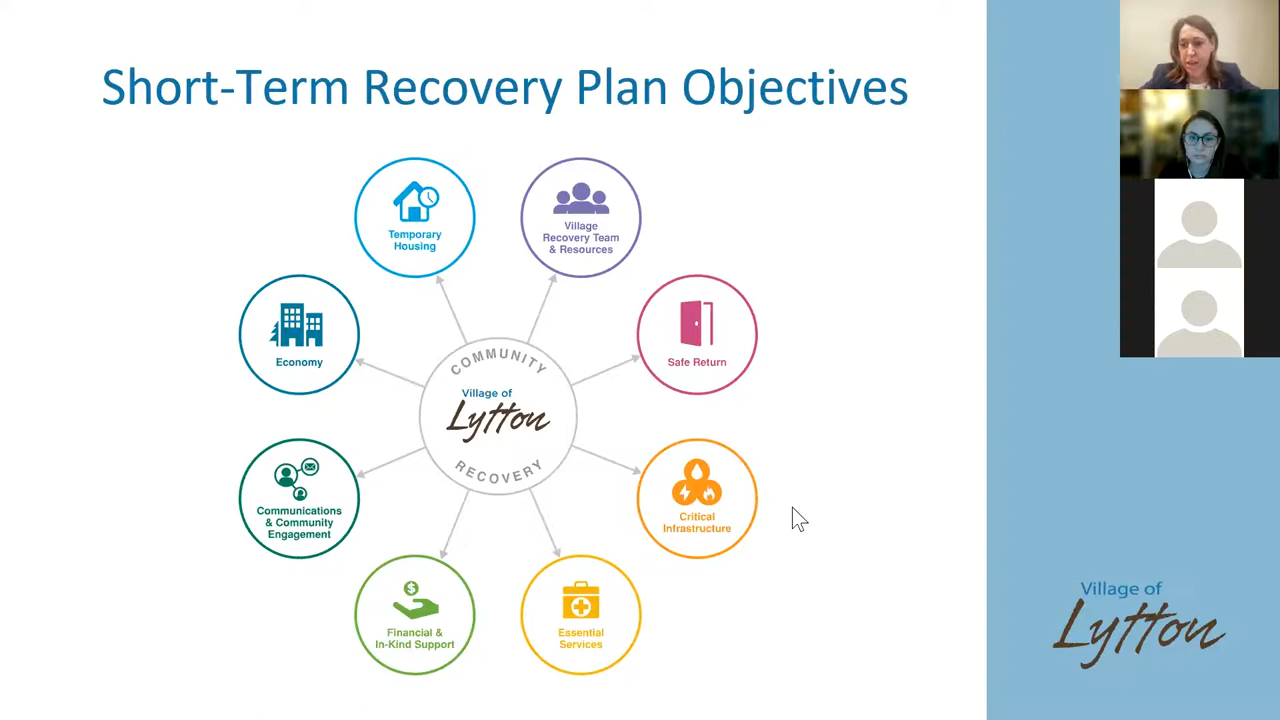 Short-Term Recovery Plan Objectives
Temporary
Housing
Village
Recovery Team
& Resources
Economy
Safe Return
COMMUNITY
Village of
Lytton
RECOVERY
Communications
& Community
Engagement
Critical
Infrastructure
Financial &
In-Kind Support
Essential
Services
Village of
Lytton